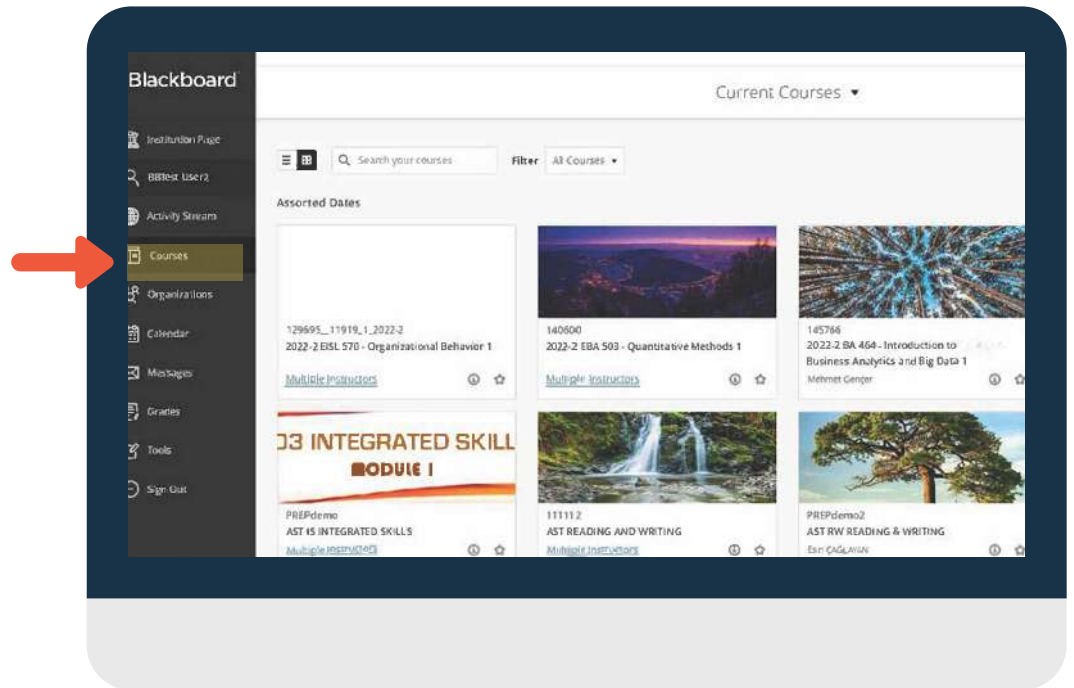 Blackboard
Current Courses
Institution Page
BBTest User2
Activity Stream
Courses
Organizations
Calendar
Messages
Grades
Tools
Sign Out
Search your courses
Filter
All Courses
Assorted Dates
129695_11919_1_2022-2
2022-2 EISL 570 - Organizational Behavior 1
Multiple Instructors
140600
2022-2 EBA 503 - Quantitative Methods 1
Multiple Instructors
145766
2022-2 BA 464 - Introduction to
Business Analytics and Big Data 1
Mehmet Gençer
03 INTEGRATED SKILL
MODULE I
PREPdemo
AST IS INTEGRATED SKILLS
Multiple Instructors
111112
AST READING AND WRITING
Multiple Instructors
PREPdemo2
AST RW READING & WRITING
ÇAĞLAYAN